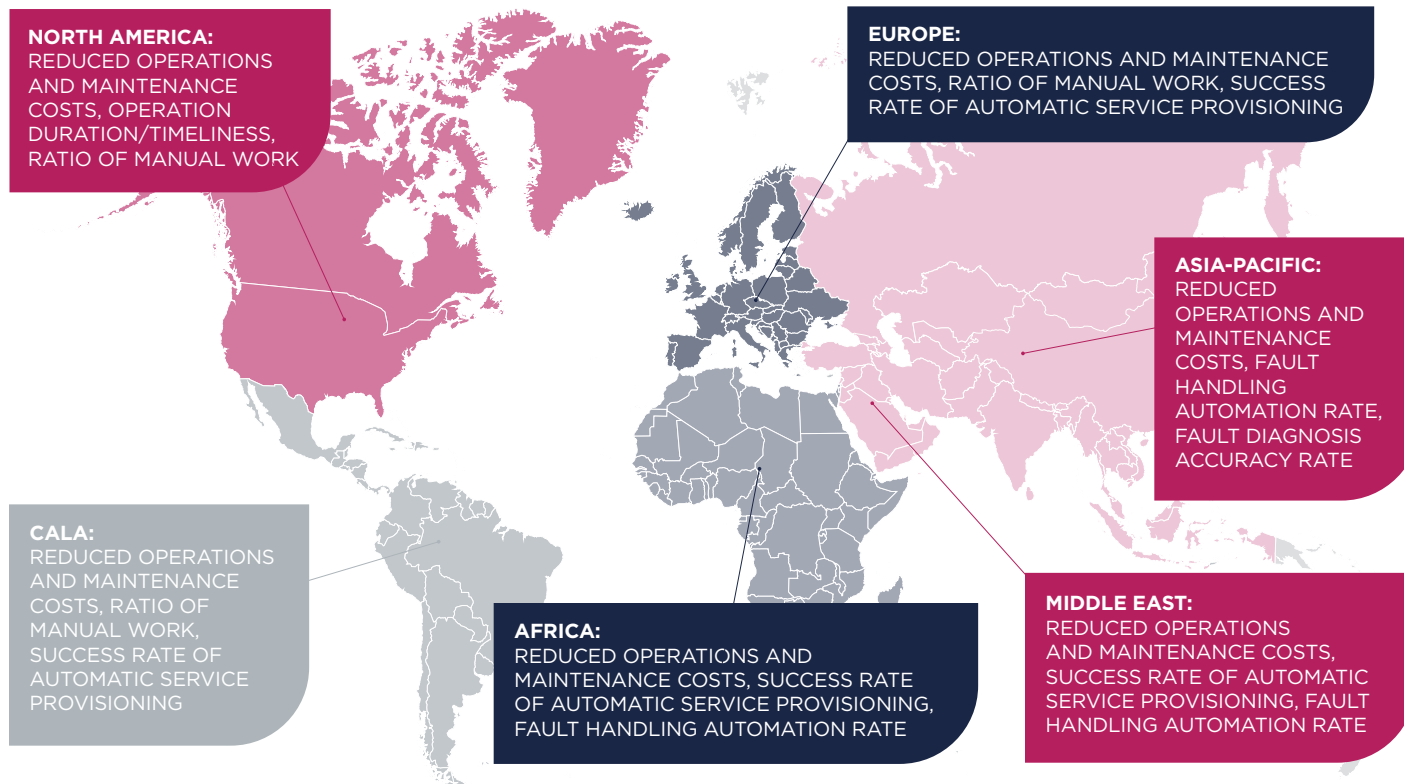 NORTH AMERICA:
REDUCED OPERATIONS
AND MAINTENANCE
COSTS, OPERATION
DURATION/TIMELINESS,
RATIO OF MANUAL WORK
EUROPE:
REDUCED OPERATIONS AND MAINTENANCE
COSTS, RATIO OF MANUAL WORK, SUCCESS
RATE OF AUTOMATIC SERVICE PROVISIONING
ASIA-PACIFIC:
REDUCED
OPERATIONS AND
MAINTENANCE
COSTS, FAULT
HANDLING
AUTOMATION RATE,
FAULT DIAGNOSIS
ACCURACY RATE
CALA:
REDUCED OPERATIONS
AND MAINTENANCE
COSTS, RATIO OF
MANUAL WORK,
SUCCESS RATE OF
AUTOMATIC SERVICE
PROVISIONING
AFRICA:
REDUCED OPERATIONS AND
MAINTENANCE COSTS, SUCCESS RATE
OF AUTOMATIC SERVICE PROVISIONING,
FAULT HANDLING AUTOMATION RATE
MIDDLE EAST:
REDUCED OPERATIONS
AND MAINTENANCE COSTS,
SUCCESS RATE OF AUTOMATIC
SERVICE PROVISIONING, FAULT
HANDLING AUTOMATION RATE